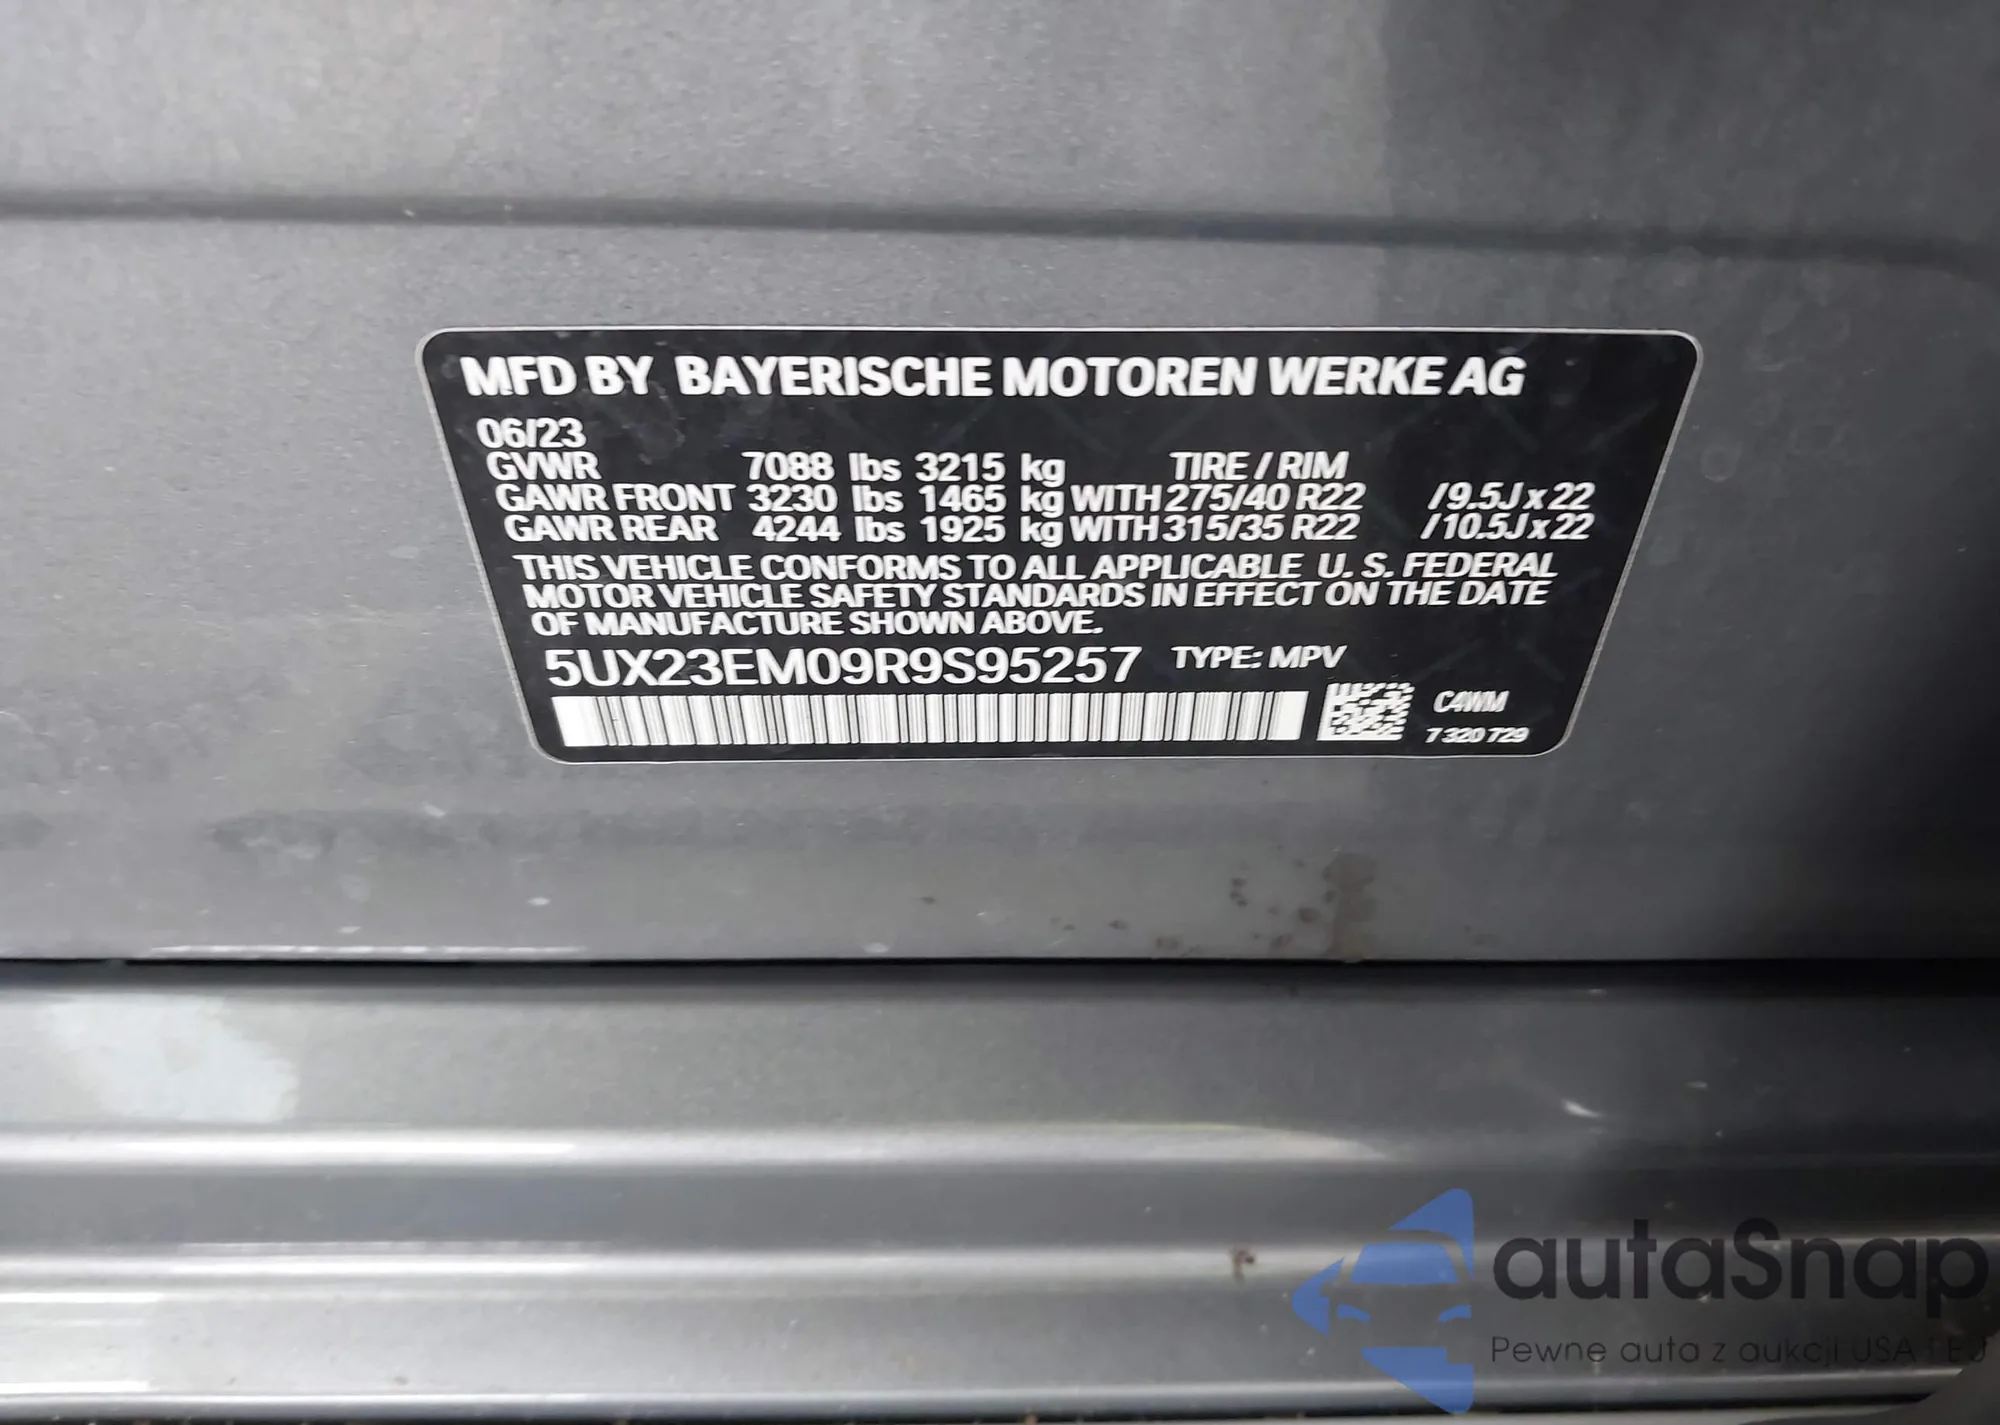 MFD BY BAYERISCHE MOTOREN WERKE AG
06/23
GVWR 7088 lbs 3215 kg TIRE / RIM
GAWR FRONT 3230 lbs 1465 kg WITH 275/40 R22 /9.5J x 22
GAWR REAR 4244 lbs 1925 kg WITH 315/35 R22 /10.5J x 22
THIS VEHICLE CONFORMS TO ALL APPLICABLE U. S. FEDERAL
MOTOR VEHICLE SAFETY STANDARDS IN EFFECT ON THE DATE
OF MANUFACTURE SHOWN ABOVE.
5UX23EM09R9S95257 TYPE: MPV
C4WM
7 320 729
autaSnap
Pewne auta z aukcji USA i EJ